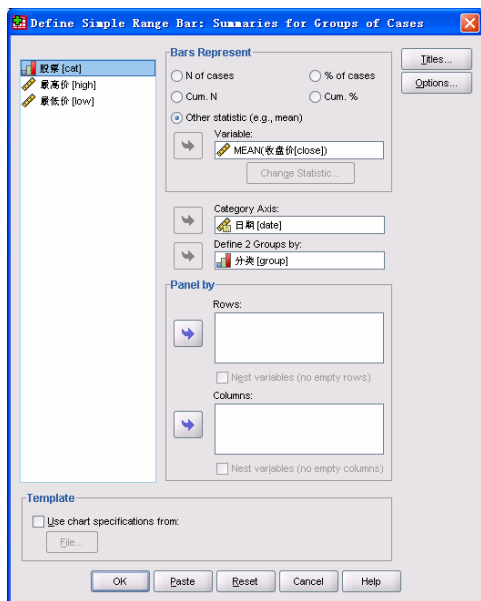 Define Simple Range Bar: Summaries for Groups of Cases
股票 [cat]
最高价 [high]
最低价 [low]
Bars Represent
N of cases
% of cases
Cum. N
Cum. %
Other statistic (e.g., mean)
Variable:
MEAN(收盘价[close])
Change Statistic...
Category Axis:
日期 [date]
Define 2 Groups by:
分类 [group]
Panel by
Rows:
Nest variables (no empty rows)
Columns:
Nest variables (no empty columns)
Titles...
Options...
Template
Use chart specifications from:
File...
OK
Paste
Reset
Cancel
Help